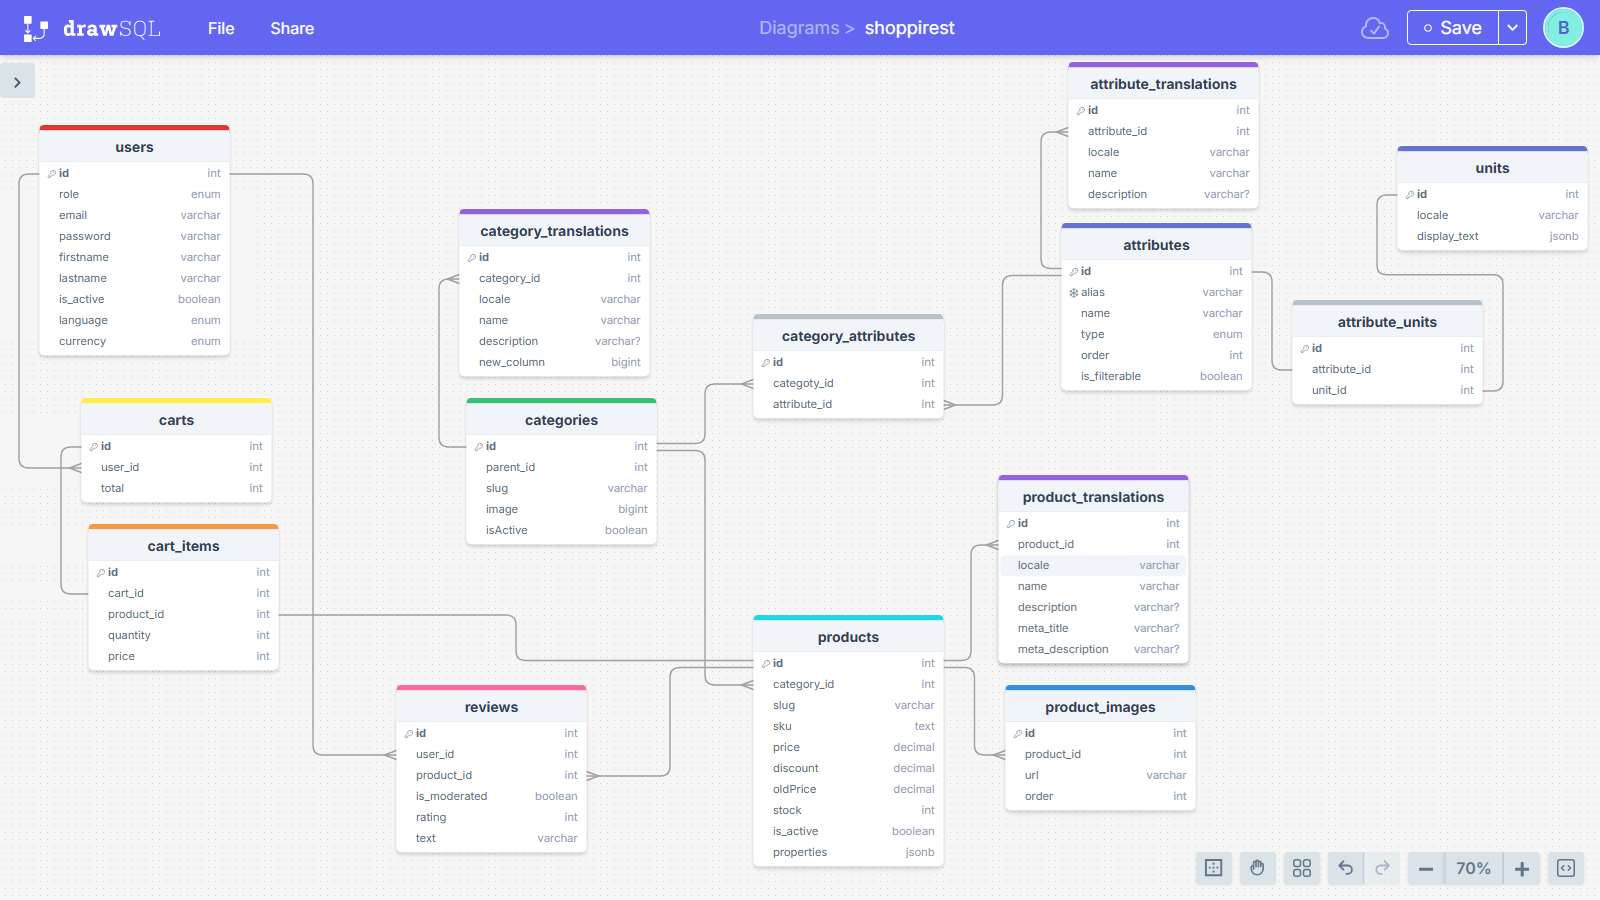 drawSQL
File
Share
Diagrams > shoppirest
Save
B
users
id int
role enum
email varchar
password varchar
firstname varchar
lastname varchar
is_active boolean
language enum
currency enum
carts
id int
user_id int
total int
cart_items
id int
cart_id int
product_id int
quantity int
price int
category_translations
id int
category_id int
locale varchar
name varchar
description varchar?
new_column bigint
categories
id int
parent_id int
slug varchar
image bigint
isActive boolean
reviews
id int
user_id int
product_id int
is_moderated boolean
rating int
text varchar
category_attributes
id int
categoty_id int
attribute_id int
products
id int
category_id int
slug varchar
sku text
price decimal
discount decimal
oldPrice decimal
stock int
is_active boolean
properties jsonb
attribute_translations
id int
attribute_id int
locale varchar
name varchar
description varchar?
attributes
id int
alias varchar
name varchar
type enum
order int
is_filterable boolean
product_translations
id int
product_id int
locale varchar
name varchar
description varchar?
meta_title varchar?
meta_description varchar?
product_images
id int
product_id int
url varchar
order int
units
id int
locale varchar
display_text jsonb
attribute_units
id int
attribute_id int
unit_id int
70%